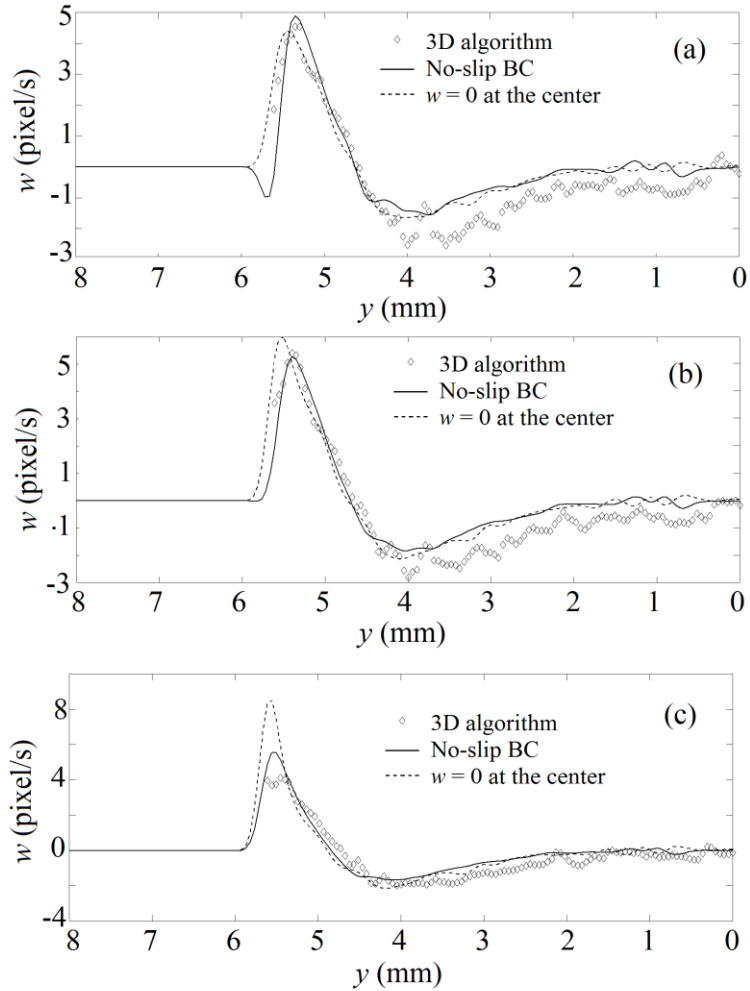 5
3
1
-1
-3
w (pixel/s)
3D algorithm
No-slip BC
w = 0 at the center
(a)
8 7 6 5 4 3 2 1 0
y (mm)
5
3
1
-1
-3
w (pixel/s)
3D algorithm
No-slip BC
w = 0 at the center
(b)
8 7 6 5 4 3 2 1 0
y (mm)
8
4
0
-4
w (pixel/s)
3D algorithm
No-slip BC
w = 0 at the center
(c)
8 7 6 5 4 3 2 1 0
y (mm)